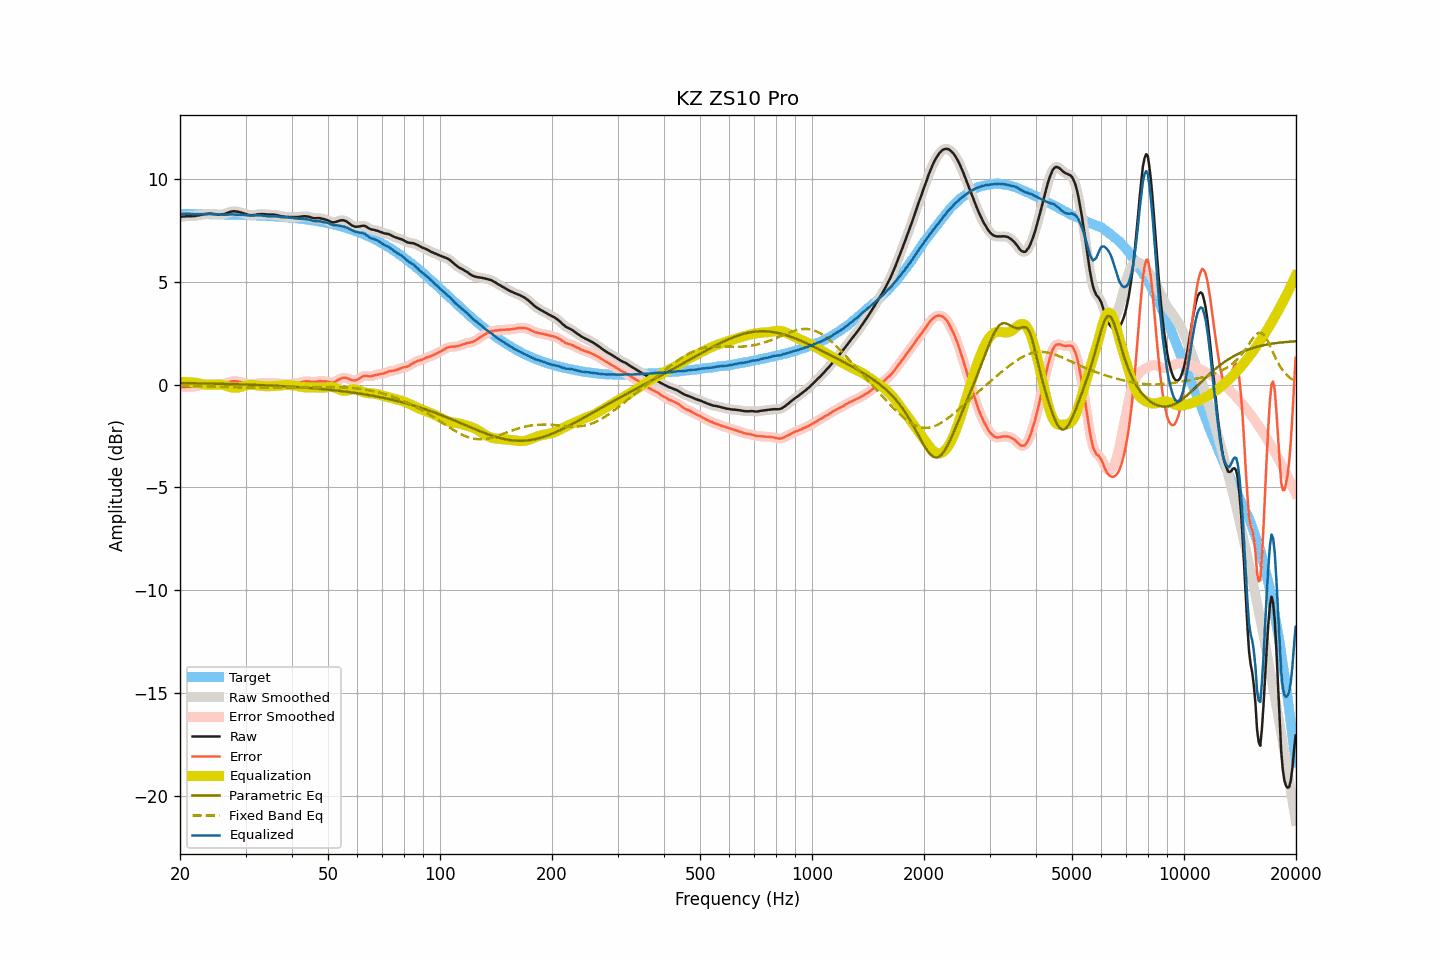 KZ ZS10 Pro
Amplitude (dBr)
10
5
0
−5
−10
−15
−20
Target
Raw Smoothed
Error Smoothed
Raw
Error
Equalization
Parametric Eq
Fixed Band Eq
Equalized
20 50 100 200 500 1000 2000 5000 10000 20000
Frequency (Hz)